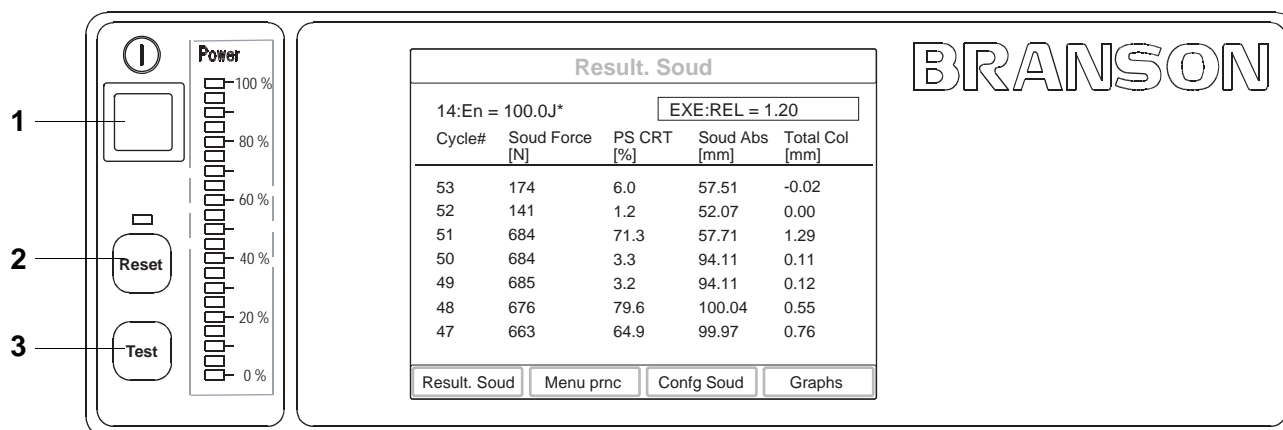 Power
100 %
80 %
60 %
40 %
20 %
0 %
1
2
3
Reset
Test
BRANSON
Result. Soud
14:En = 100.0J* EXE:REL = 1.20
Cycle# Soud Force PS CRT Soud Abs Total Col
[N] [%] [mm] [mm]
53 174 6.0 57.51 -0.02
52 141 1.2 52.07 0.00
51 684 71.3 57.71 1.29
50 684 3.3 94.11 0.11
49 685 3.2 94.11 0.12
48 676 79.6 100.04 0.55
47 663 64.9 99.97 0.76
Result. Soud Menu prnc Confg Soud Graphs